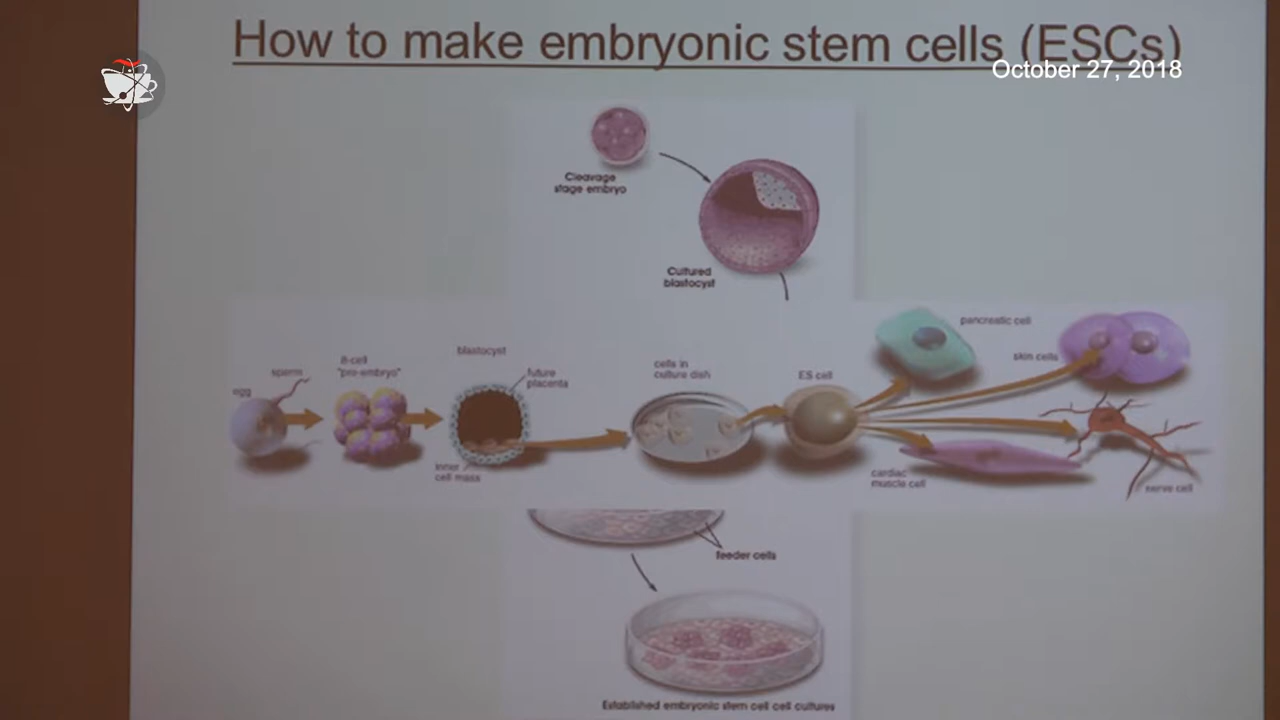 How to make embryonic stem cells (ESCs)
October 27, 2018
Cleavage
stage embryo
Cultured
blastocyst
egg
sperm
8-cell
"pre-embryo"
blastocyst
future
placenta
inner
cell mass
cells in
culture dish
ES cell
pancreatic cell
skin cells
cardiac
muscle cell
nerve cell
feeder cells
Established embryonic stem cell cell cultures